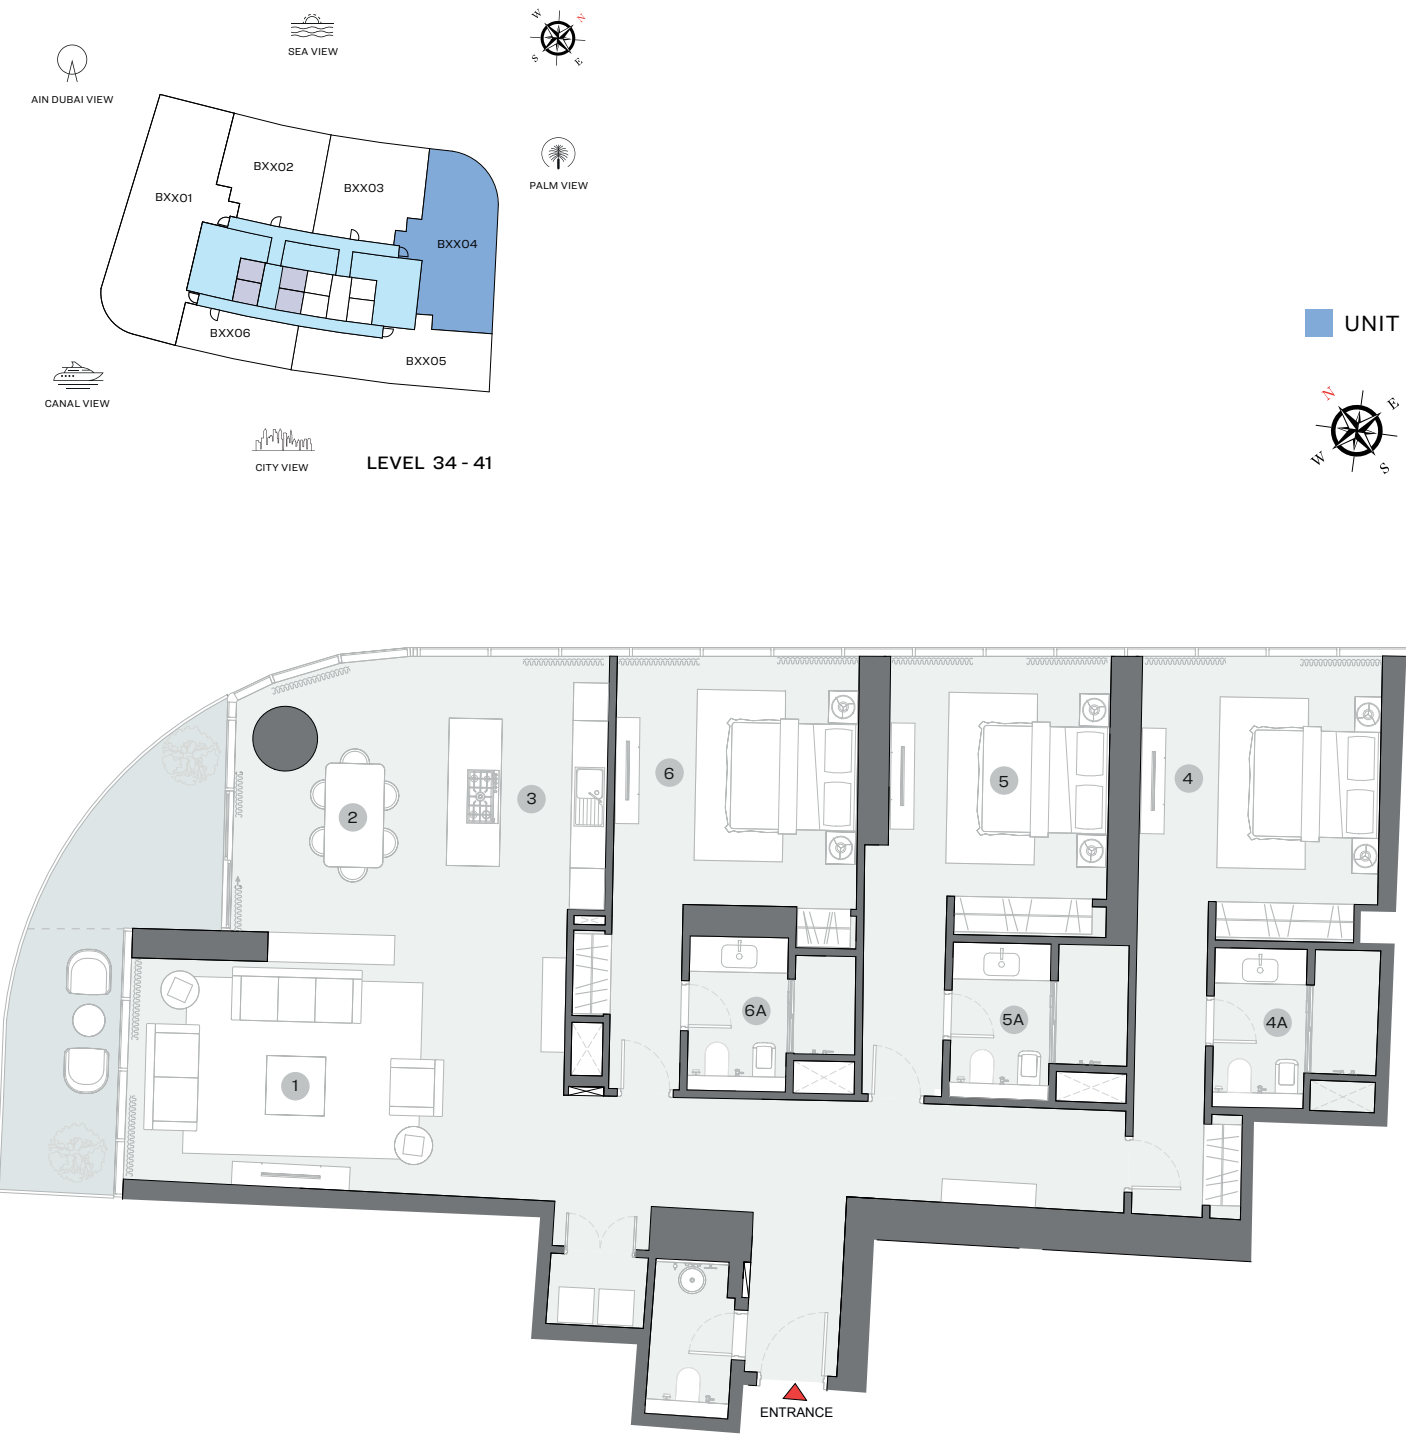 W
N
S
E
SEA VIEW
AIN DUBAI VIEW
PALM VIEW
BXX02
BXX03
BXX01
BXX04
BXX06
BXX05
CANAL VIEW
CITY VIEW
LEVEL 34 - 41
UNIT
N
E
W
S
6
5
4
3
2
6A
5A
4A
1
ENTRANCE